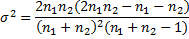 σ² = 2n₁n₂(2n₁n₂ − n₁ − n₂) / (n₁ + n₂)²(n₁ + n₂ − 1)